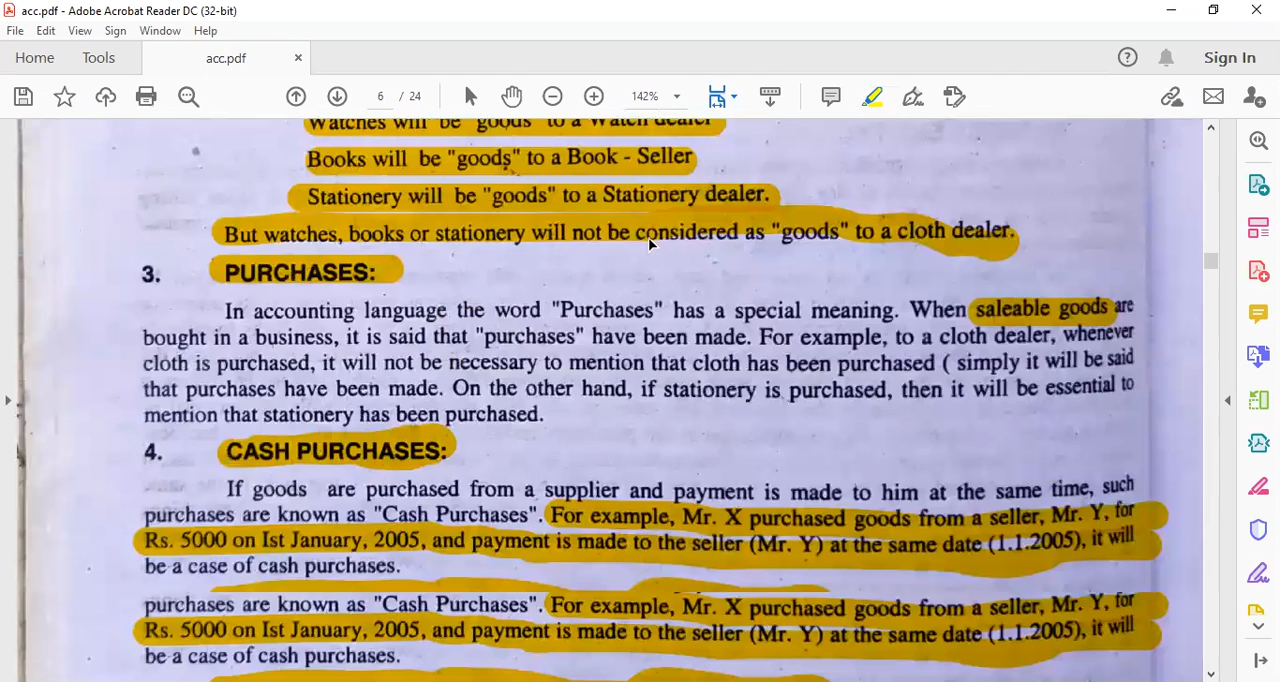 acc.pdf - Adobe Acrobat Reader DC (32-bit)
File Edit View Sign Window Help
Home Tools acc.pdf × Sign In
6 / 24 142%
Watches will be "goods" to a Watch dealer
Books will be "goods" to a Book - Seller
Stationery will be "goods" to a Stationery dealer.
But watches, books or stationery will not be considered as "goods" to a cloth dealer.
3. PURCHASES:
In accounting language the word "Purchases" has a special meaning. When saleable goods are
bought in a business, it is said that "purchases" have been made. For example, to a cloth dealer, whenever
cloth is purchased, it will not be necessary to mention that cloth has been purchased ( simply it will be said
that purchases have been made. On the other hand, if stationery is purchased, then it will be essential to
mention that stationery has been purchased.
4. CASH PURCHASES:
If goods are purchased from a supplier and payment is made to him at the same time, such
purchases are known as "Cash Purchases". For example, Mr. X purchased goods from a seller, Mr. Y, for
Rs. 5000 on Ist January, 2005, and payment is made to the seller (Mr. Y) at the same date (1.1.2005), it will
be a case of cash purchases.
purchases are known as "Cash Purchases". For example, Mr. X purchased goods from a seller, Mr. Y, for
Rs. 5000 on Ist January, 2005, and payment is made to the seller (Mr. Y) at the same date (1.1.2005), it will
be a case of cash purchases.